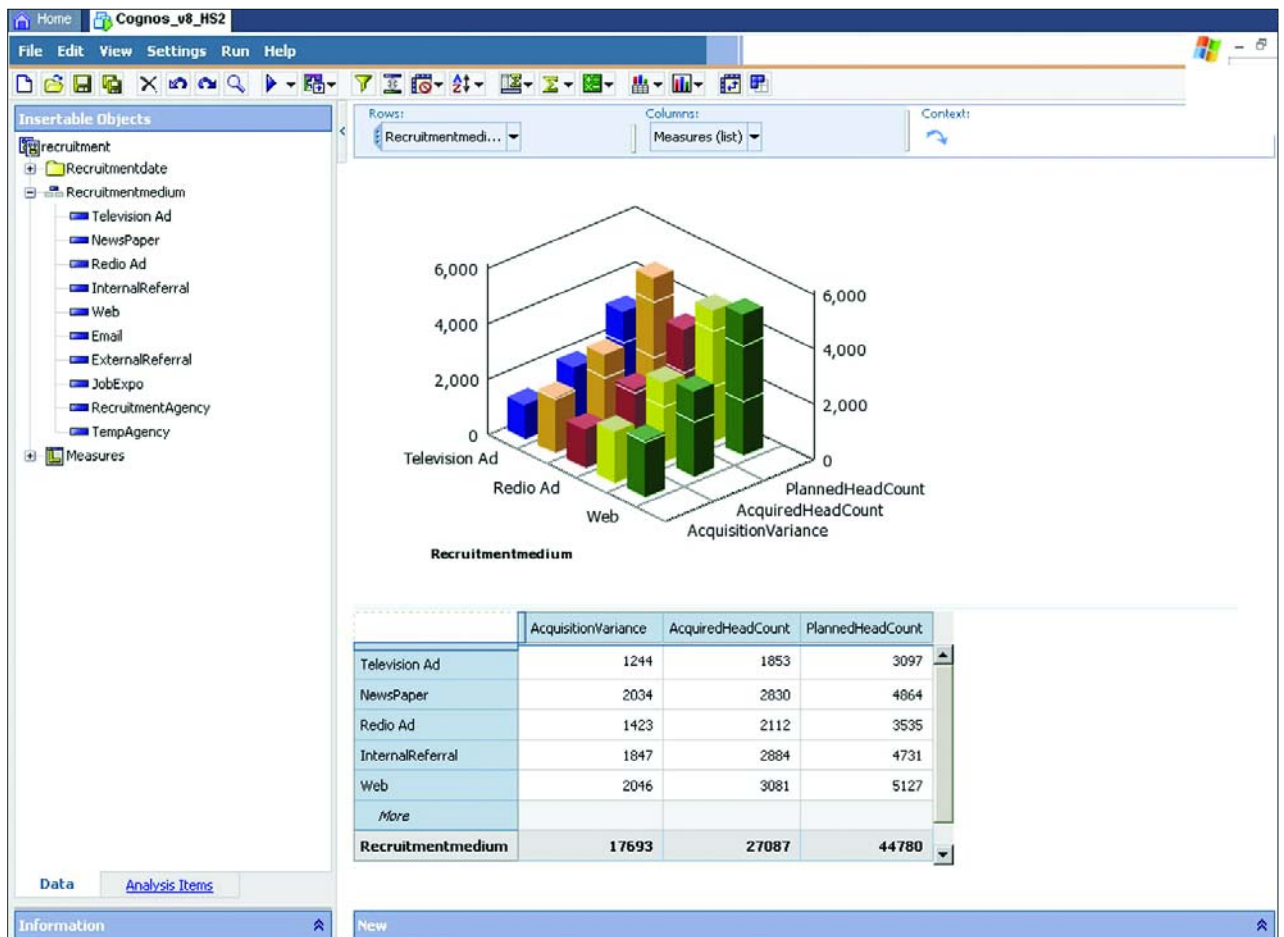 Home Cognos_v8_HS2
File Edit View Settings Run Help
Insertable Objects
recruitment
Recruitmentdate
Recruitmentmedium
Television Ad
NewsPaper
Redio Ad
InternalReferral
Web
Email
ExternalReferral
JobExpo
RecruitmentAgency
TempAgency
Measures
Data Analysis Items
Information
Rows: Columns: Context:
Recruitmentmedi... Measures (list)
6,000
4,000
2,000
0
6,000
4,000
2,000
0
Television Ad
Redio Ad
Web
PlannedHeadCount
AcquiredHeadCount
AcquisitionVariance
Recruitmentmedium
AcquisitionVariance AcquiredHeadCount PlannedHeadCount
Television Ad 1244 1853 3097
NewsPaper 2034 2830 4864
Redio Ad 1423 2112 3535
InternalReferral 1847 2884 4731
Web 2046 3081 5127
More
Recruitmentmedium 17693 27087 44780
New